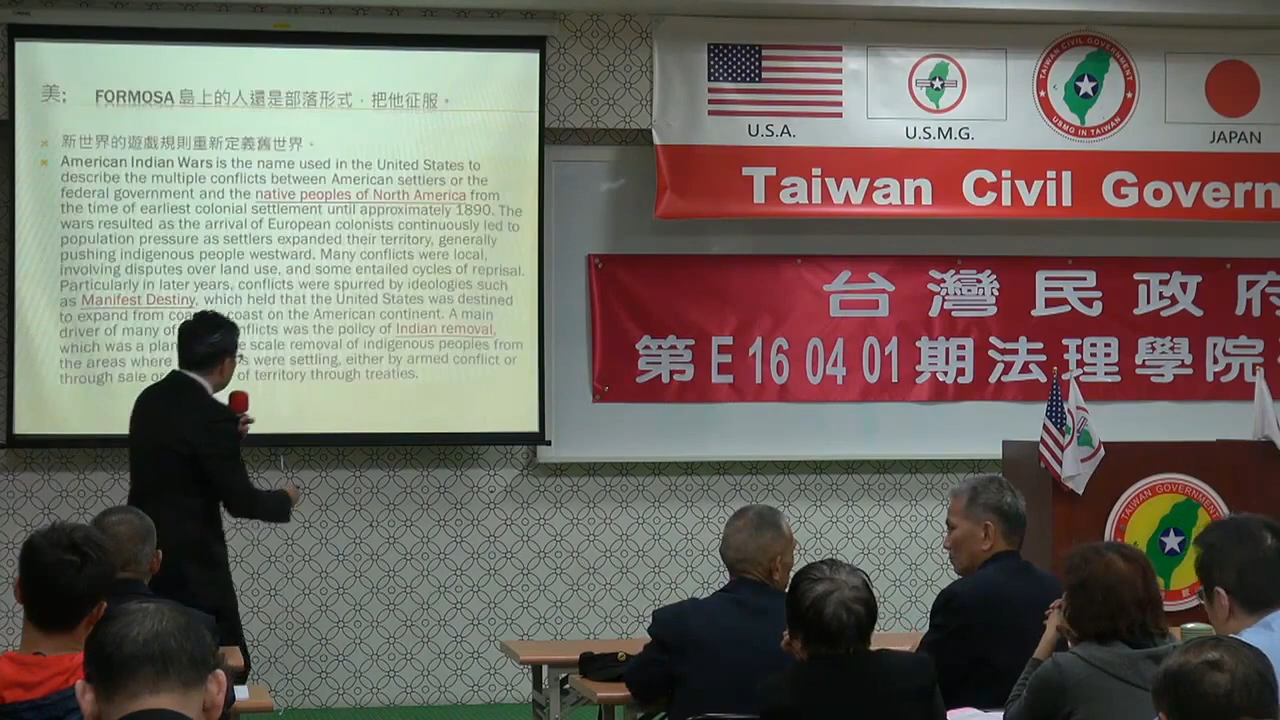 美: FORMOSA 島上的人還是部落形式，把他征服。
新世界的遊戲規則重新定義舊世界。
American Indian Wars is the name used in the United States to
describe the multiple conflicts between American settlers or the
federal government and the native peoples of North America from
the time of earliest colonial settlement until approximately 1890. The
wars resulted as the arrival of European colonists continuously led to
population pressure as settlers expanded their territory, generally
pushing indigenous people westward. Many conflicts were local,
involving disputes over land use, and some entailed cycles of reprisal.
Particularly in later years, conflicts were spurred by ideologies such
as Manifest Destiny, which held that the United States was destined
to expand from coast coast on the American continent. A main
driver of many of conflicts was the policy of Indian removal,
which was a plan scale removal of indigenous peoples from
the areas where were settling, either by armed conflict or
through sale or of territory through treaties.
U.S.A.
U.S.M.G.
TAIWAN CIVIL GOVERNMENT
USMG IN TAIWAN
JAPAN
Taiwan Civil Governm
台灣民政府
第E160401期法理學院
TAIWAN GOVERNMENT